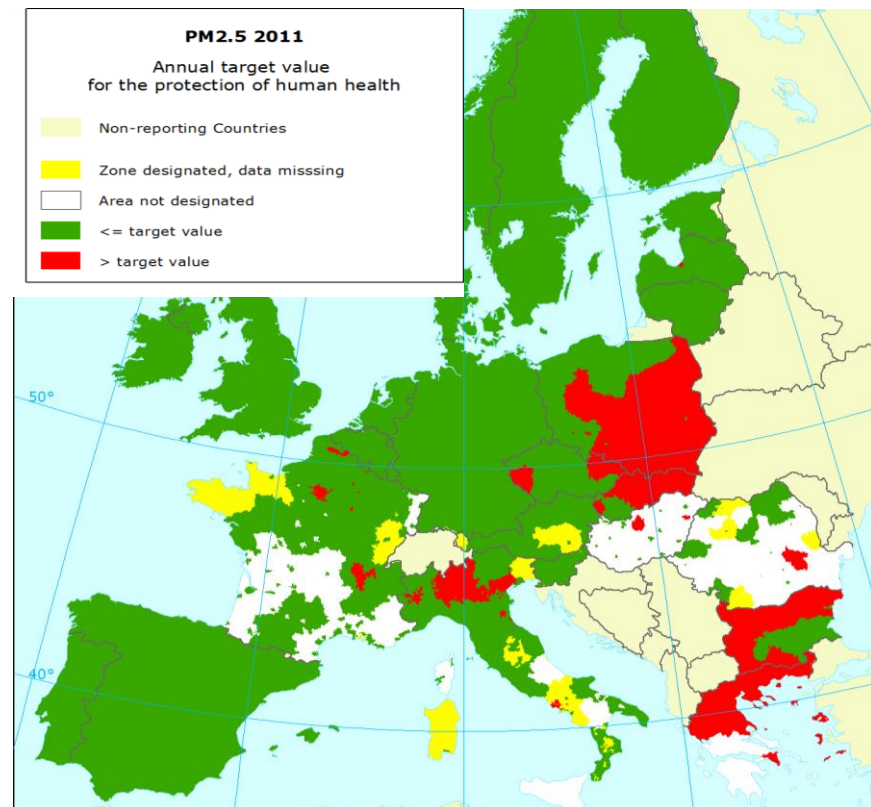 PM2.5 2011
Annual target value
for the protection of human health
Non-reporting Countries
Zone designated, data misssing
Area not designated
<= target value
> target value
50°
40°